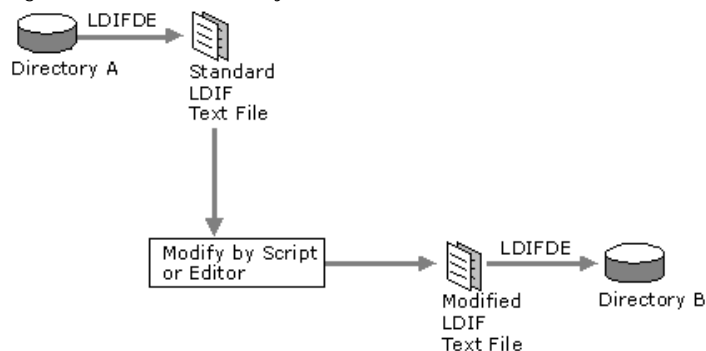 LDIFDE
Directory A
Standard
LDIF
Text File
Modify by Script
or Editor
LDIFDE
Modified
LDIF
Text File
Directory B